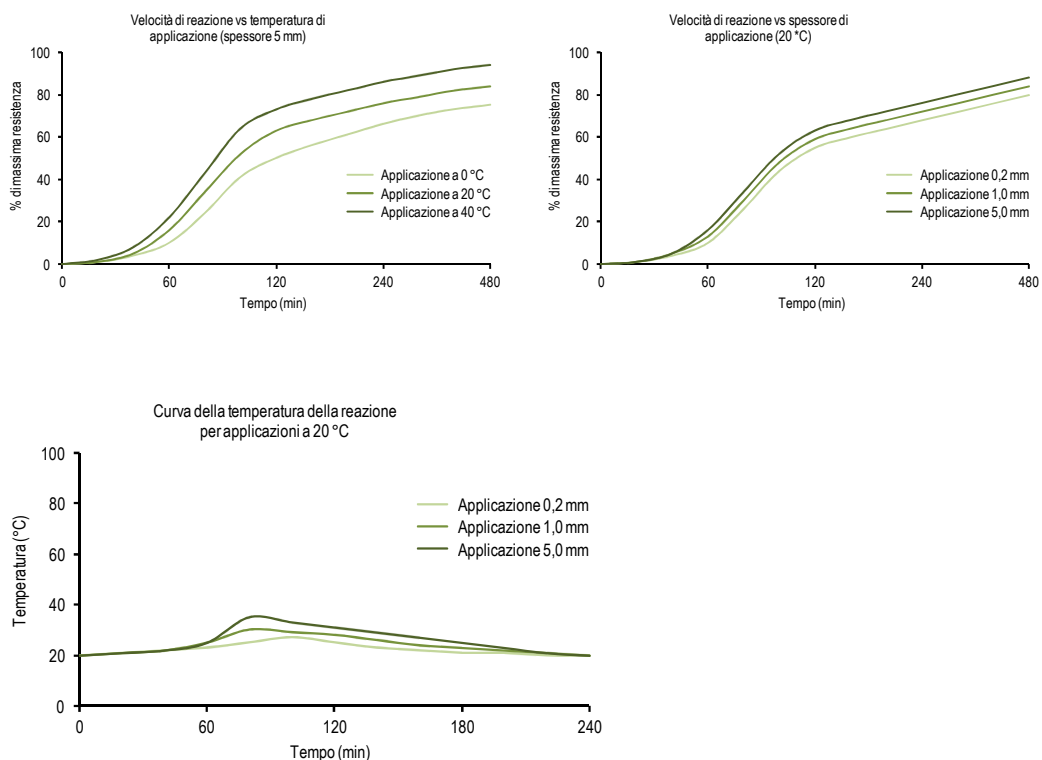 Velocità di reazione vs temperatura di
applicazione (spessore 5 mm)
100
80
60
40
20
0
% di massima resistenza
Applicazione a 0 °C
Applicazione a 20 °C
Applicazione a 40 °C
0
60
120
240
480
Tempo (min)
Velocità di reazione vs spessore di
applicazione (20 °C)
100
80
60
40
20
0
% di massima resistenza
Applicazione 0,2 mm
Applicazione 1,0 mm
Applicazione 5,0 mm
0
60
120
240
480
Tempo (min)
Curva della temperatura della reazione
per applicazioni a 20 °C
100
80
60
40
20
0
Temperatura (°C)
Applicazione 0,2 mm
Applicazione 1,0 mm
Applicazione 5,0 mm
0
60
120
180
240
Tempo (min)